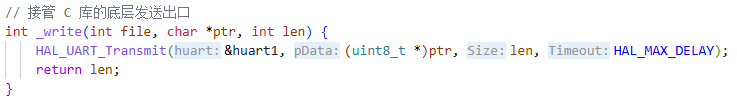 // 接管 C 库的底层发送出口
int _write(int file, char *ptr, int len) {
    HAL_UART_Transmit(huart: &huart1, pData: (uint8_t *)ptr, Size: len, Timeout: HAL_MAX_DELAY);
    return len;
}